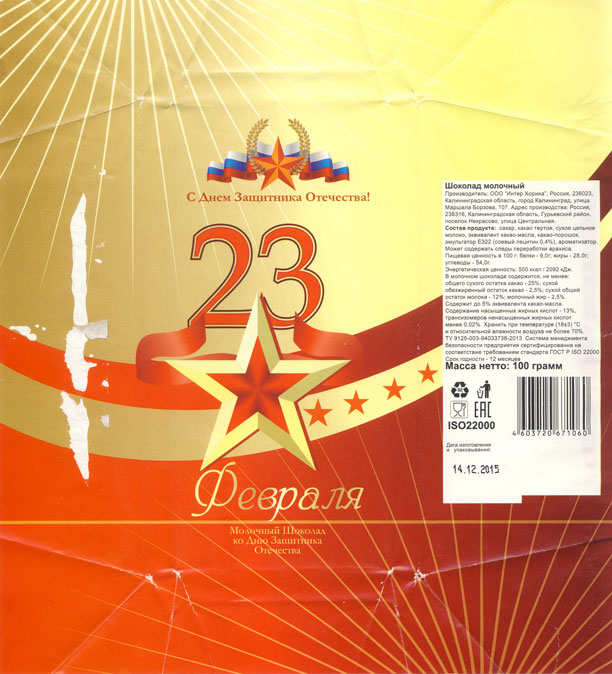 С Днем Защитника Отечества!
23
Февраля
Молочный Шоколад
ко Дню Защитника
Отечества
Шоколад молочный
Производитель: ООО "Интер Хорика", Россия, 236023,
Калининградская область, город Калининград, улица
Маршала Борзова, 107. Адрес производства: Россия,
238316, Калининградская область, Гурьевский район,
поселок Некрасово, улица Центральная.
Состав продукта: сахар, какао тертое, сухое цельное
молоко, эквивалент какао-масла, какао-порошок,
эмульгатор Е322 (соевый лецитин 0,4%), ароматизатор.
Может содержать следы переработки арахиса.
Пищевая ценность в 100 г: белки - 9,0г; жиры - 28,0г;
углеводы - 54,0г.
Энергетическая ценность: 500 ккал / 2092 кДж.
В молочном шоколаде содержится, не менее:
общего сухого остатка какао - 25%; сухой
обезжиренный остаток какао - 2,5%; сухой общий
остаток молока - 12%; молочный жир - 2,5%.
Содержит до 5% эквивалента какао-масла.
Содержание насыщенных жирных кислот - 13%,
трансизомеров ненасыщенных жирных кислот
менее 0,02%. Хранить при температуре (18±3) °С
и относительной влажности воздуха не более 70%.
ТУ 9125-003-94033738-2013 Система менеджмента
безопасности предприятия сертифицированна на
соответствие требованиям стандарта ГОСТ Р ISO 22000
Срок годности - 12 месяцев
Масса нетто: 100 грамм
EAC
ISO22000
4603720671060
Дата изготовления
и упаковывания:
14.12.2015